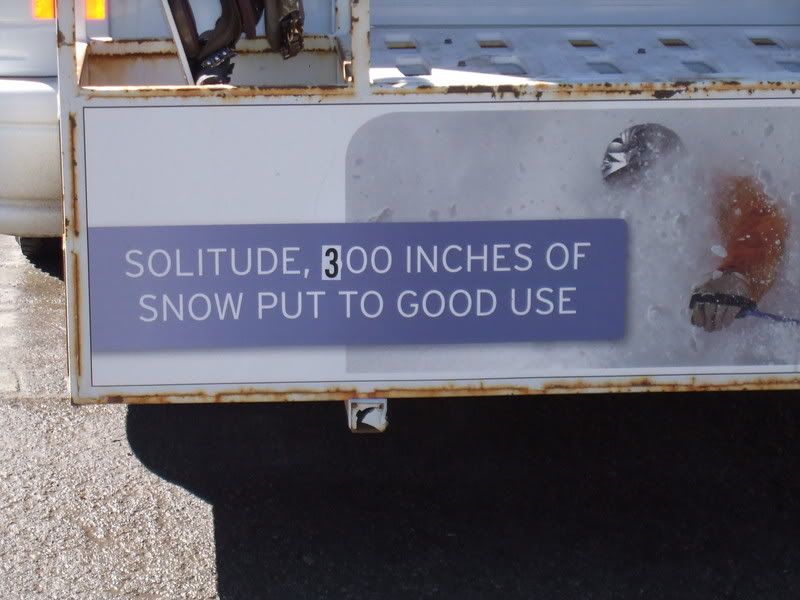 SOLITUDE, 300 INCHES OF
SNOW PUT TO GOOD USE